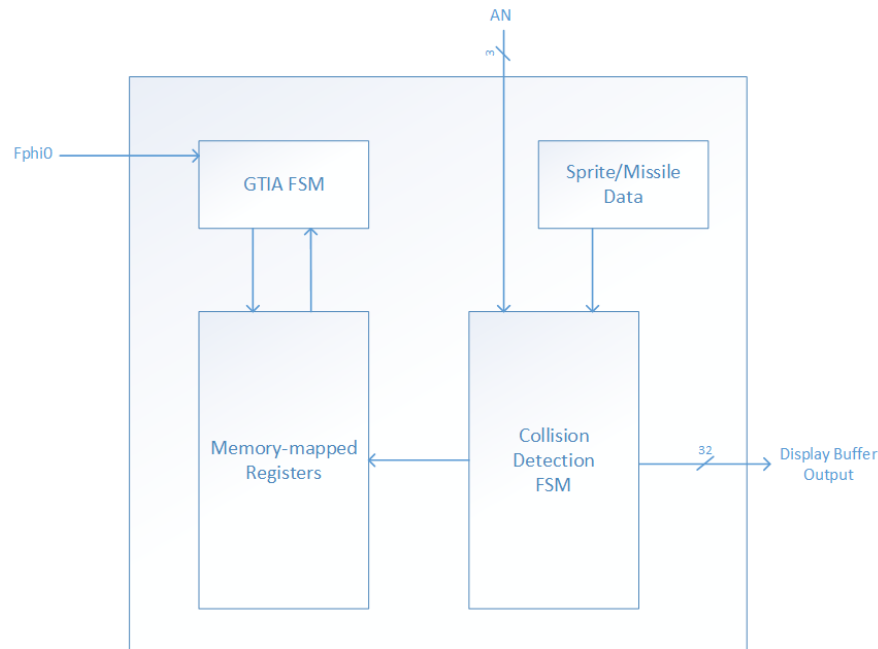 AN
3
Fphi0
GTIA FSM
Sprite/Missile
Data
Memory-mapped
Registers
Collision
Detection
FSM
32
Display Buffer
Output